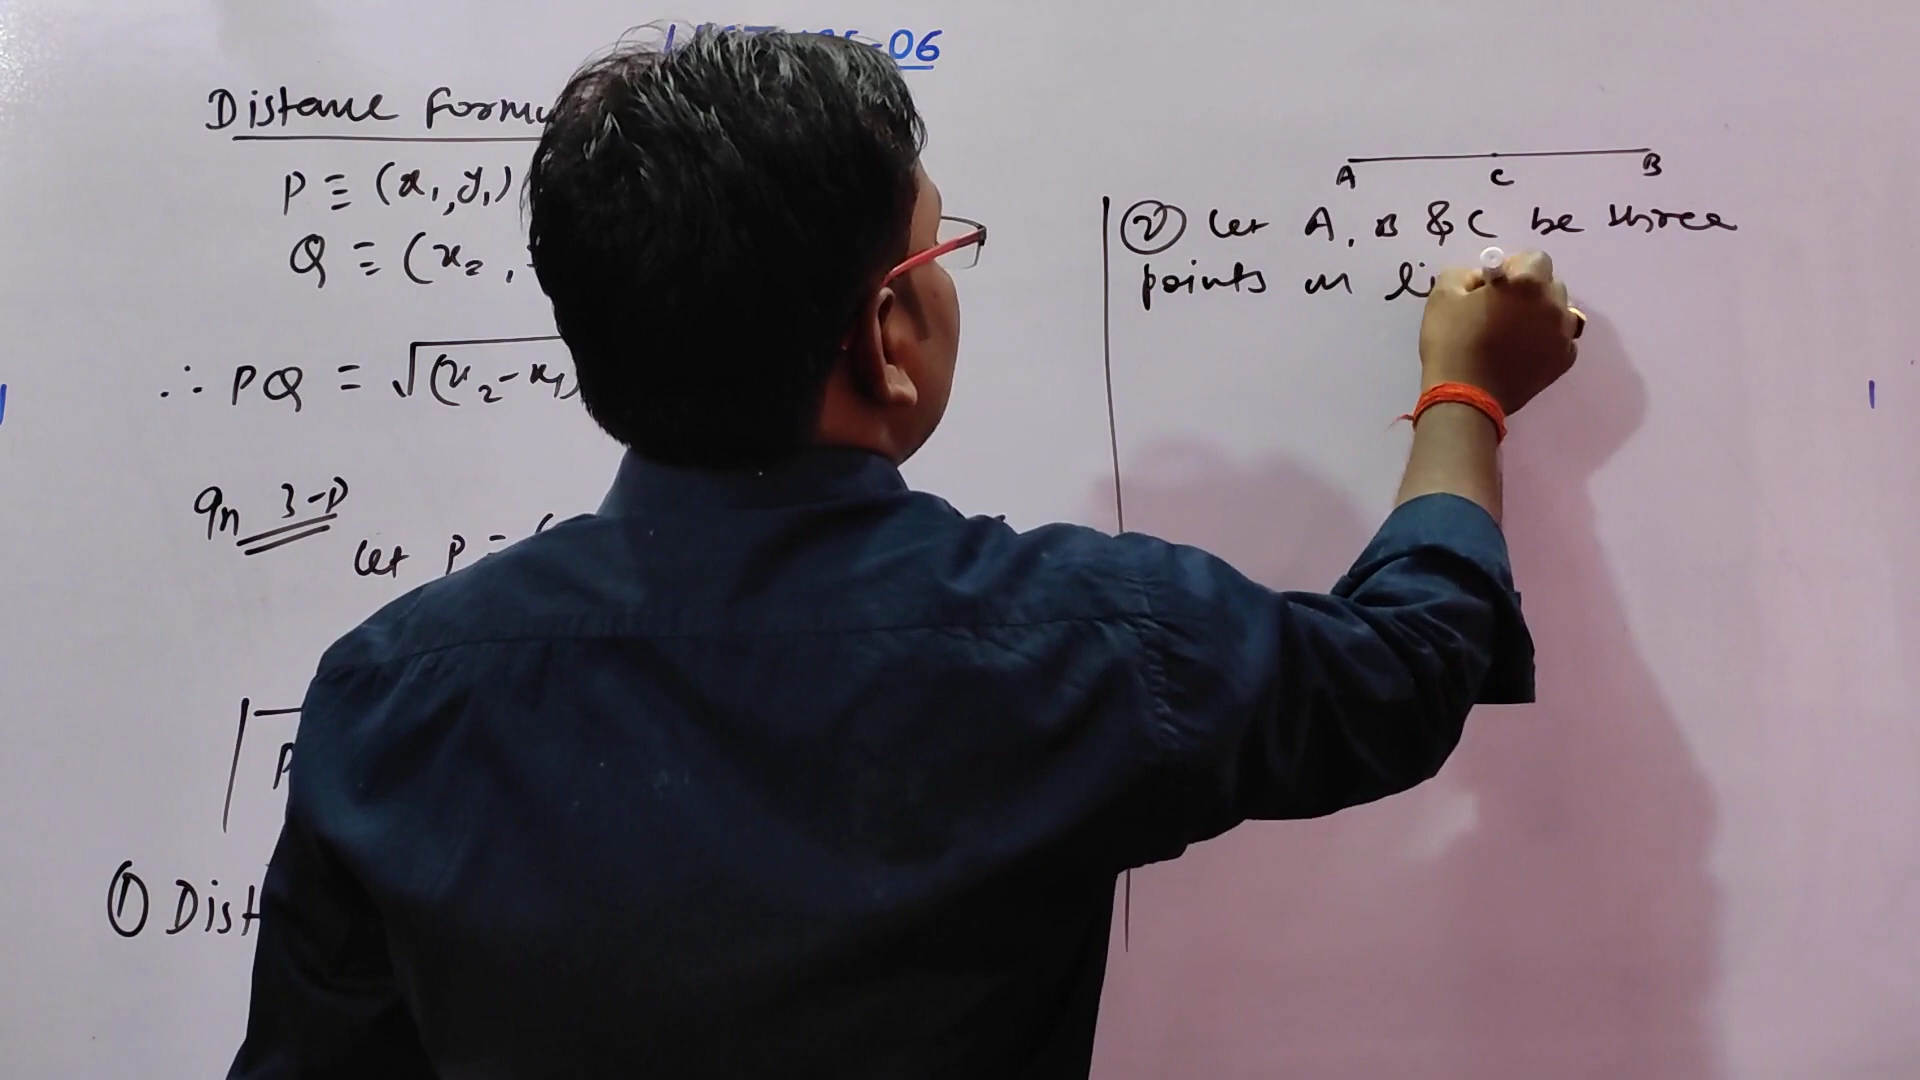 -06
Distance Formu
P ≡ (x₁, y₁)
Q ≡ (x₂,
∴ PQ = √(x₂-x₁)
In 3-D
Let P = (
P
① Dist
A C B
② Let A, B & C be three
points on li